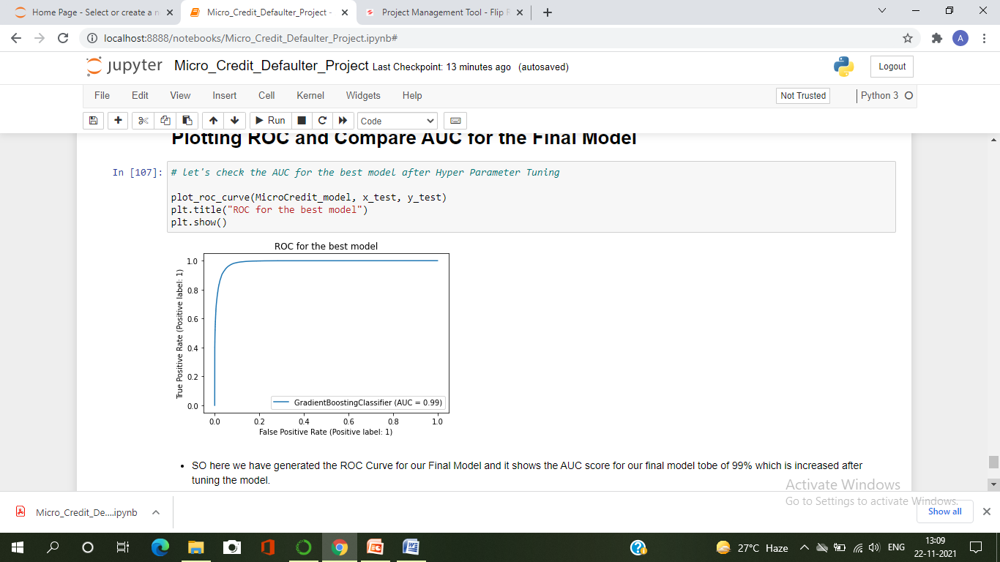 Home Page - Select or create a n
Micro_Credit_Defaulter_Project -
Project Management Tool - Flip F
localhost:8888/notebooks/Micro_Credit_Defaulter_Project.ipynb#
A
jupyter Micro_Credit_Defaulter_Project Last Checkpoint: 13 minutes ago (autosaved)
Logout
File Edit View Insert Cell Kernel Widgets Help
Not Trusted
Python 3
Run
Code
Plotting ROC and Compare AUC for the Final Model
In [107]:
# let's check the AUC for the best model after Hyper Parameter Tuning
plot_roc_curve(MicroCredit_model, x_test, y_test)
plt.title("ROC for the best model")
plt.show()
ROC for the best model
True Positive Rate (Positive label: 1)
1.0
0.8
0.6
0.4
0.2
0.0
GradientBoostingClassifier (AUC = 0.99)
0.0 0.2 0.4 0.6 0.8 1.0
False Positive Rate (Positive label: 1)
• SO here we have generated the ROC Curve for our Final Model and it shows the AUC score for our final model tobe of 99% which is increased after
tuning the model.
Activate Windows
Go to Settings to activate Windows.
Micro_Credit_De....ipynb
Show all
27°C Haze
ENG
13:09
22-11-2021